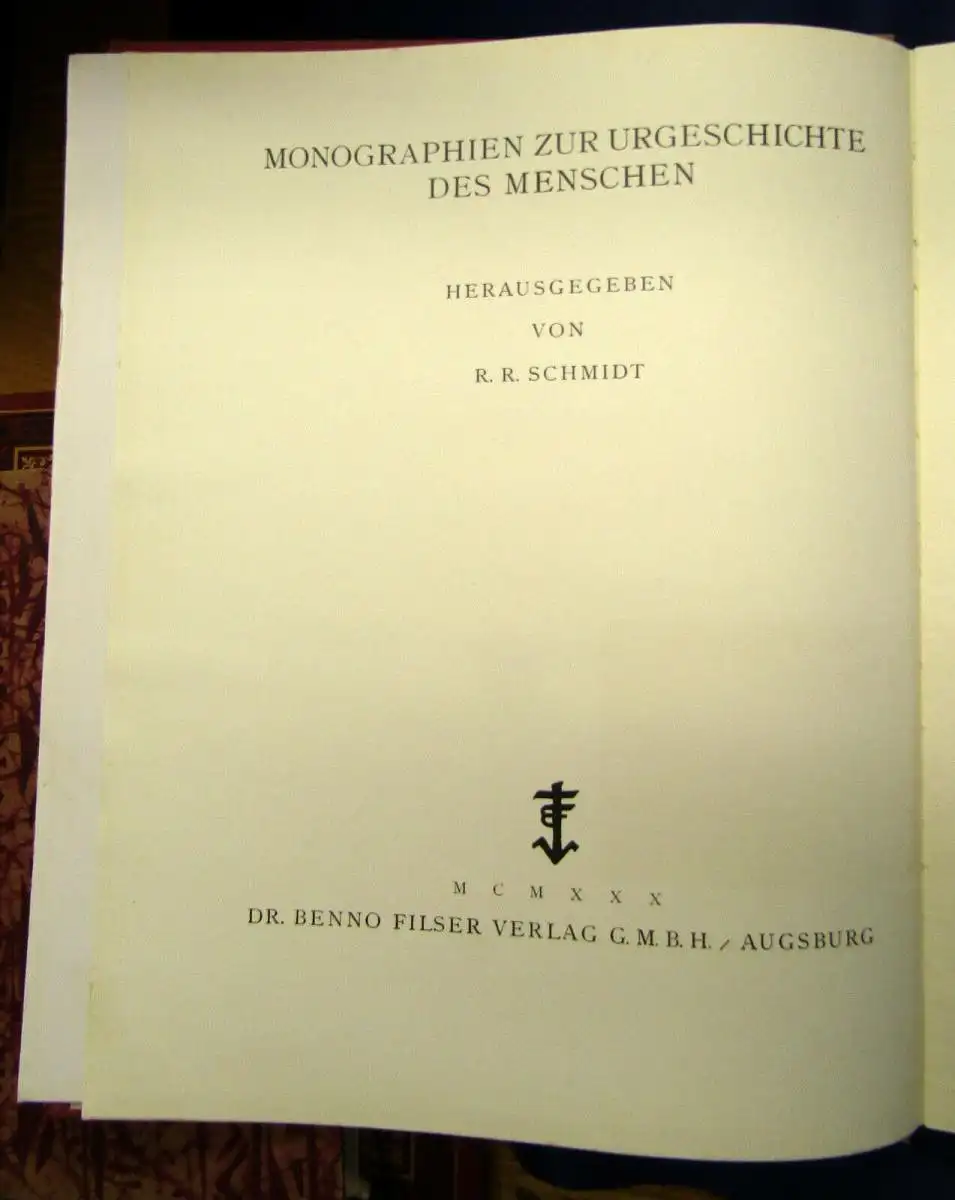 MONOGRAPHIEN ZUR URGESCHICHTE
DES MENSCHEN
HERAUSGEGEBEN
VON
R. R. SCHMIDT
M C M X X X
DR. BENNO FILSER VERLAG G. M. B. H. / AUGSBURG